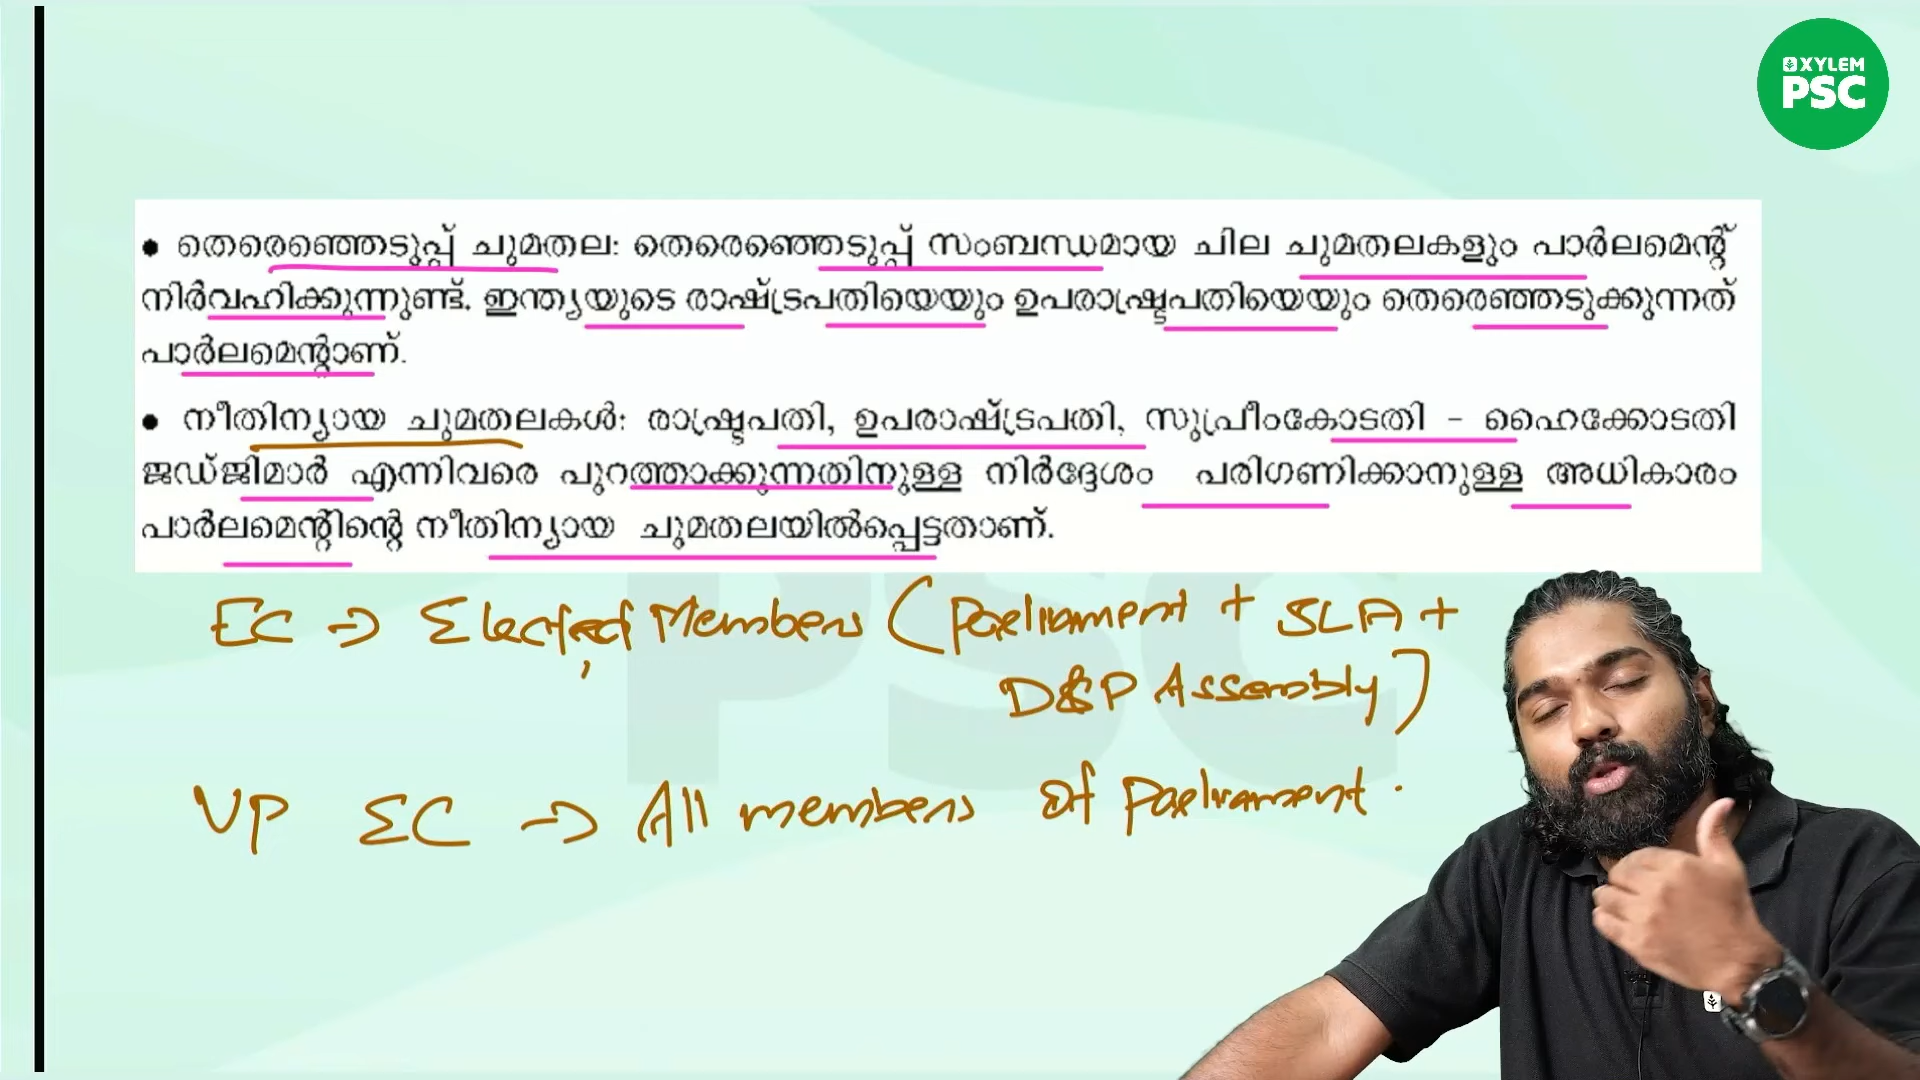 XYLEM
PSC
• തെരെഞ്ഞെടുപ്പ് ചുമതല: തെരെഞ്ഞെടുപ്പ് സംബന്ധമായ ചില ചുമതലകളും പാർലമെന്റ്
നിർവഹിക്കുന്നുണ്ട്. ഇന്ത്യയുടെ രാഷ്ട്രപതിയെയും ഉപരാഷ്ട്രപതിയെയും തെരെഞ്ഞടുക്കുന്നത്
പാർലമെന്റാണ്.
• നീതിന്യായ ചുമതലകൾ: രാഷ്ട്രപതി, ഉപരാഷ്ട്രപതി, സുപ്രീംകോടതി - ഹൈക്കോടതി
ജഡ്ജിമാർ എന്നിവരെ പുറത്താക്കുന്നതിനുള്ള നിർദ്ദേശം പരിഗണിക്കാനുള്ള അധികാരം
പാർലമെന്റിന്റെ നീതിന്യായ ചുമതലയിൽപ്പെട്ടതാണ്.
PSC
EC → Elected Members (Parliament + SLA +
D&P Assembly)
VP EC → All members of Parliament.